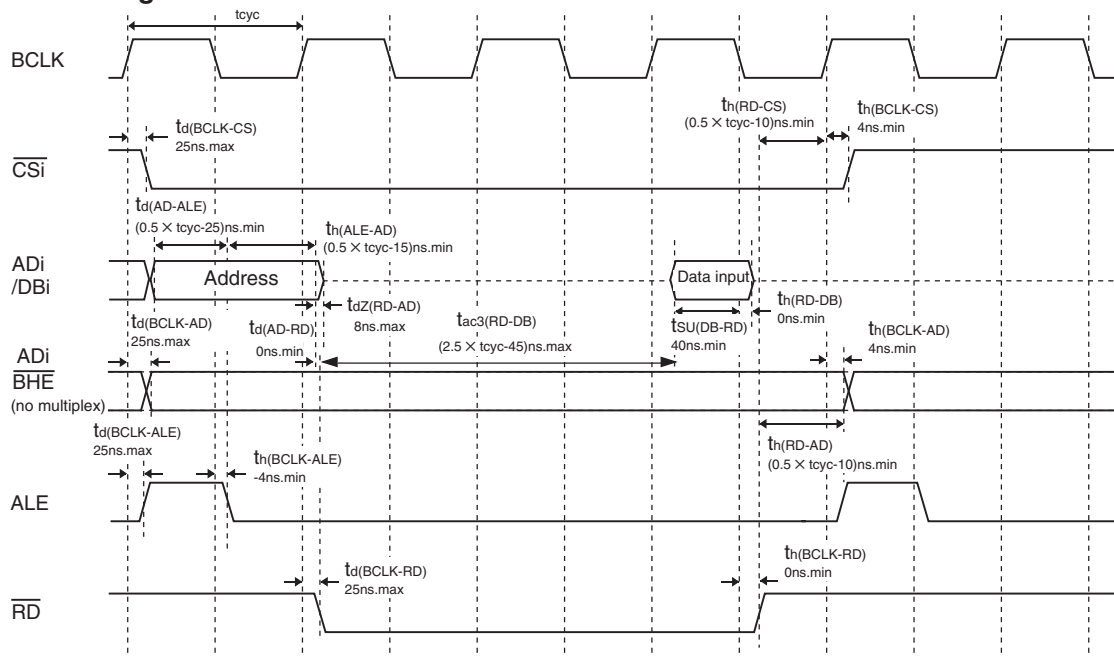 tcyc
BCLK
td(BCLK-CS)
25ns.max
th(RD-CS)
(0.5 × tcyc-10)ns.min
th(BCLK-CS)
4ns.min
CSi
td(AD-ALE)
(0.5 × tcyc-25)ns.min
th(ALE-AD)
(0.5 × tcyc-15)ns.min
ADi
/DBi
Address
Data input
td(BCLK-AD)
25ns.max
td(AD-RD)
0ns.min
tdZ(RD-AD)
8ns.max
tac3(RD-DB)
(2.5 × tcyc-45)ns.max
tSU(DB-RD)
40ns.min
th(RD-DB)
0ns.min
th(BCLK-AD)
4ns.min
ADi
BHE
(no multiplex)
td(BCLK-ALE)
25ns.max
th(BCLK-ALE)
-4ns.min
th(RD-AD)
(0.5 × tcyc-10)ns.min
ALE
td(BCLK-RD)
25ns.max
th(BCLK-RD)
0ns.min
RD